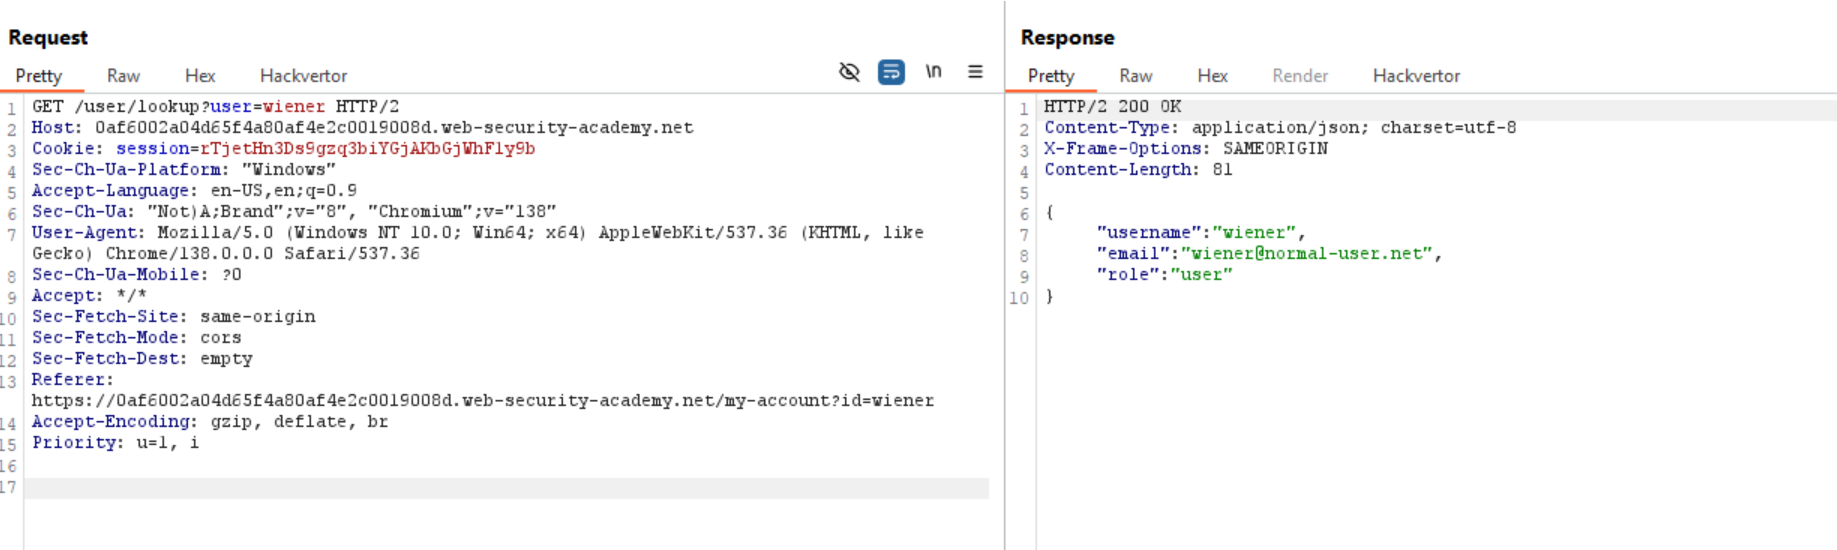 Request
Pretty Raw Hex Hackvertor \n
1 GET /user/lookup?user=wiener HTTP/2
2 Host: 0af6002a04d65f4a80af4e2c0019008d.web-security-academy.net
3 Cookie: session=rTjetHn3Ds9gzq3biYGjAKbGjWhFly9b
4 Sec-Ch-Ua-Platform: "Windows"
5 Accept-Language: en-US,en;q=0.9
6 Sec-Ch-Ua: "Not)A;Brand";v="8", "Chromium";v="138"
7 User-Agent: Mozilla/5.0 (Windows NT 10.0; Win64; x64) AppleWebKit/537.36 (KHTML, like
Gecko) Chrome/138.0.0.0 Safari/537.36
8 Sec-Ch-Ua-Mobile: ?0
9 Accept: */*
10 Sec-Fetch-Site: same-origin
11 Sec-Fetch-Mode: cors
12 Sec-Fetch-Dest: empty
13 Referer:
https://0af6002a04d65f4a80af4e2c0019008d.web-security-academy.net/my-account?id=wiener
14 Accept-Encoding: gzip, deflate, br
15 Priority: u=1, i
16
17
Response
Pretty Raw Hex Render Hackvertor
1 HTTP/2 200 OK
2 Content-Type: application/json; charset=utf-8
3 X-Frame-Options: SAMEORIGIN
4 Content-Length: 81
5
6 {
7 "username":"wiener",
8 "email":"wiener@normal-user.net",
9 "role":"user"
10 }